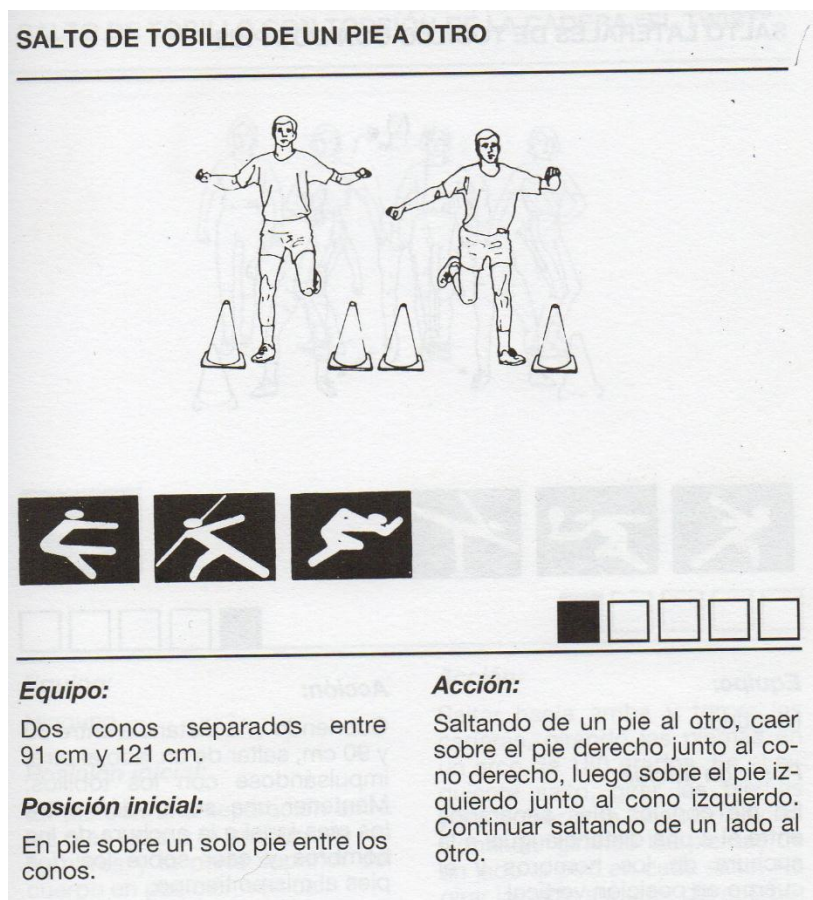 SALTO DE TOBILLO DE UN PIE A OTRO
Equipo:
Dos conos separados entre
91 cm y 121 cm.
Posición inicial:
En pie sobre un solo pie entre los
conos.
Acción:
Saltando de un pie al otro, caer
sobre el pie derecho junto al co-
no derecho, luego sobre el pie iz-
quierdo junto al cono izquierdo.
Continuar saltando de un lado al
otro.